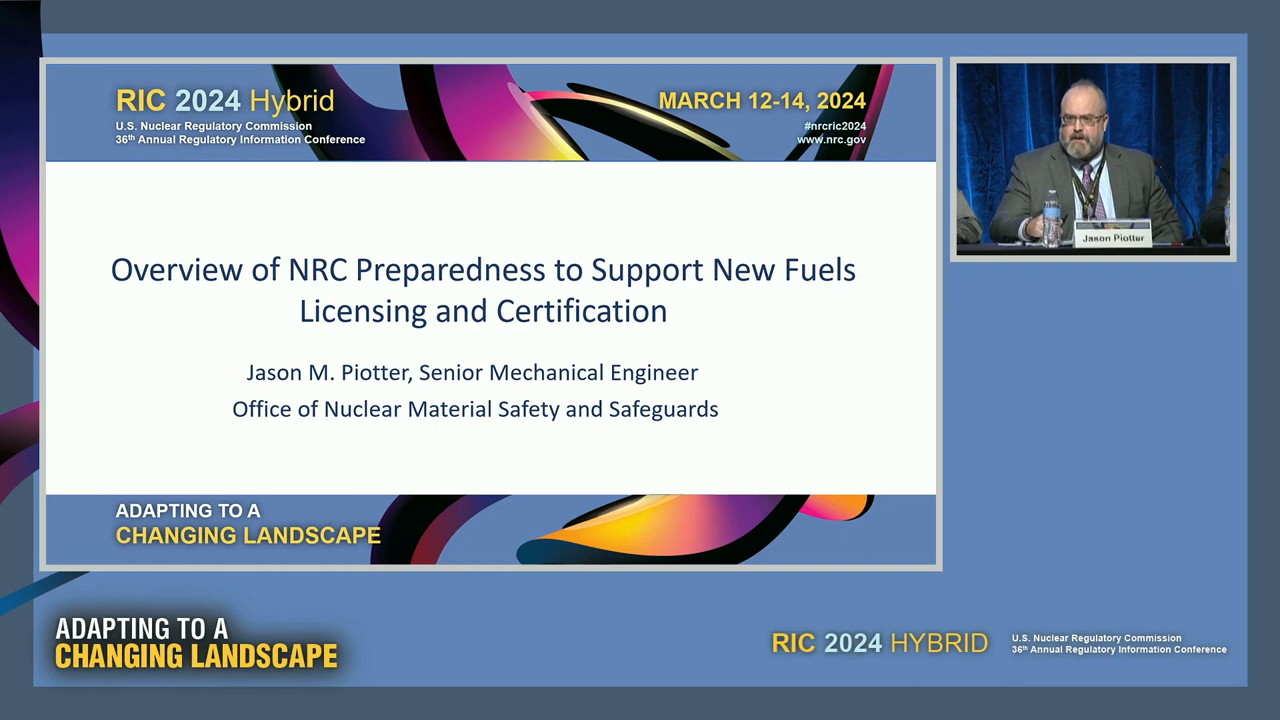 RIC 2024 Hybrid
U.S. Nuclear Regulatory Commission
36th Annual Regulatory Information Conference
MARCH 12-14, 2024
#nrcric2024
www.nrc.gov
Overview of NRC Preparedness to Support New Fuels
Licensing and Certification
Jason M. Piotter, Senior Mechanical Engineer
Office of Nuclear Material Safety and Safeguards
ADAPTING TO A
CHANGING LANDSCAPE
Jason Piotter
ADAPTING TO A
CHANGING LANDSCAPE
RIC 2024 HYBRID
U.S. Nuclear Regulatory Commission
36th Annual Regulatory Information Conference